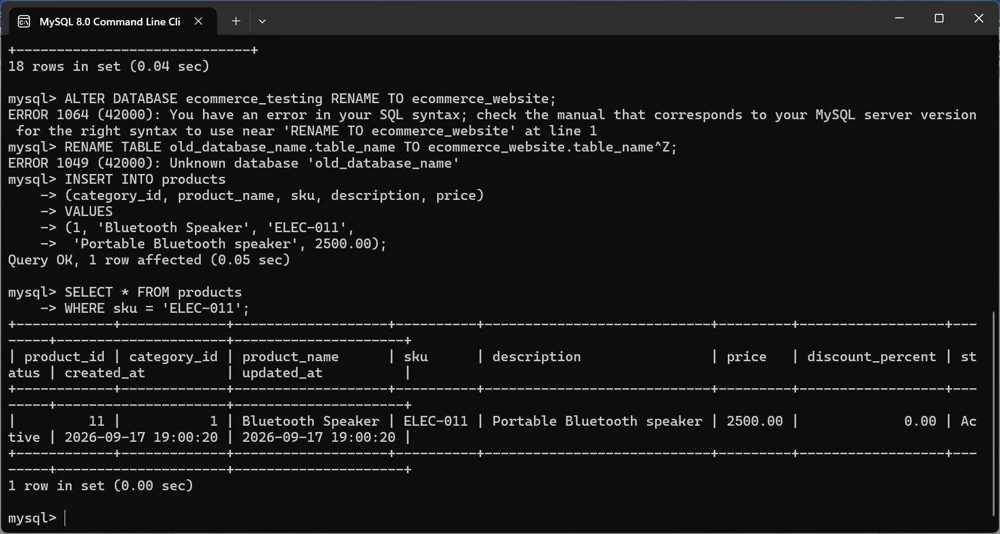 MySQL 8.0 Command Line Cli
+-----------------------------+
18 rows in set (0.04 sec)
mysql> ALTER DATABASE ecommerce_testing RENAME TO ecommerce_website;
ERROR 1064 (42000): You have an error in your SQL syntax; check the manual that corresponds to your MySQL server version
 for the right syntax to use near 'RENAME TO ecommerce_website' at line 1
mysql> RENAME TABLE old_database_name.table_name TO ecommerce_website.table_name^Z;
ERROR 1049 (42000): Unknown database 'old_database_name'
mysql> INSERT INTO products
    -> (category_id, product_name, sku, description, price)
    -> VALUES
    -> (1, 'Bluetooth Speaker', 'ELEC-011',
    ->  'Portable Bluetooth speaker', 2500.00);
Query OK, 1 row affected (0.05 sec)
mysql> SELECT * FROM products
    -> WHERE sku = 'ELEC-011';
+------------+-------------+-------------------+----------+----------------------------+---------+------------------+---
-----+---------------------+---------------------+
| product_id | category_id | product_name      | sku      | description                | price   | discount_percent | st
atus | created_at          | updated_at          |
+------------+-------------+-------------------+----------+----------------------------+---------+------------------+---
-----+---------------------+---------------------+
|         11 |           1 | Bluetooth Speaker | ELEC-011 | Portable Bluetooth speaker | 2500.00 |             0.00 | Ac
tive | 2026-09-17 19:00:20 | 2026-09-17 19:00:20 |
+------------+-------------+-------------------+----------+----------------------------+---------+------------------+---
-----+---------------------+---------------------+
1 row in set (0.00 sec)
mysql>